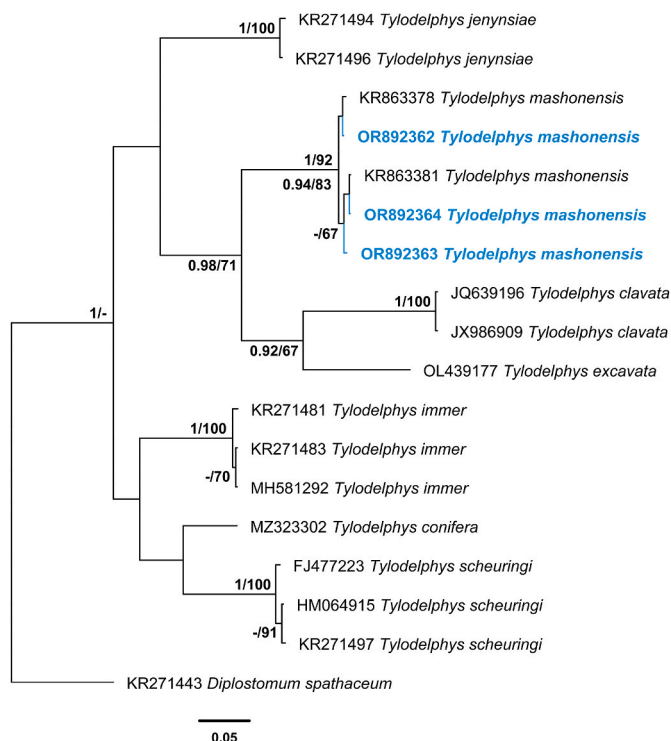 KR271494 Tylodelphys jenynsiae
1/100
KR271496 Tylodelphys jenynsiae
KR863378 Tylodelphys mashonensis
OR892362 Tylodelphys mashonensis
1/92
KR863381 Tylodelphys mashonensis
0.94/83
OR892364 Tylodelphys mashonensis
-/67
OR892363 Tylodelphys mashonensis
0.98/71
JQ639196 Tylodelphys clavata
1/100
1/-
JX986909 Tylodelphys clavata
0.92/67
OL439177 Tylodelphys excavata
KR271481 Tylodelphys immer
1/100
KR271483 Tylodelphys immer
-/70
MH581292 Tylodelphys immer
MZ323302 Tylodelphys conifera
FJ477223 Tylodelphys scheuringi
1/100
HM064915 Tylodelphys scheuringi
-/91
KR271497 Tylodelphys scheuringi
KR271443 Diplostomum spathaceum
0.05